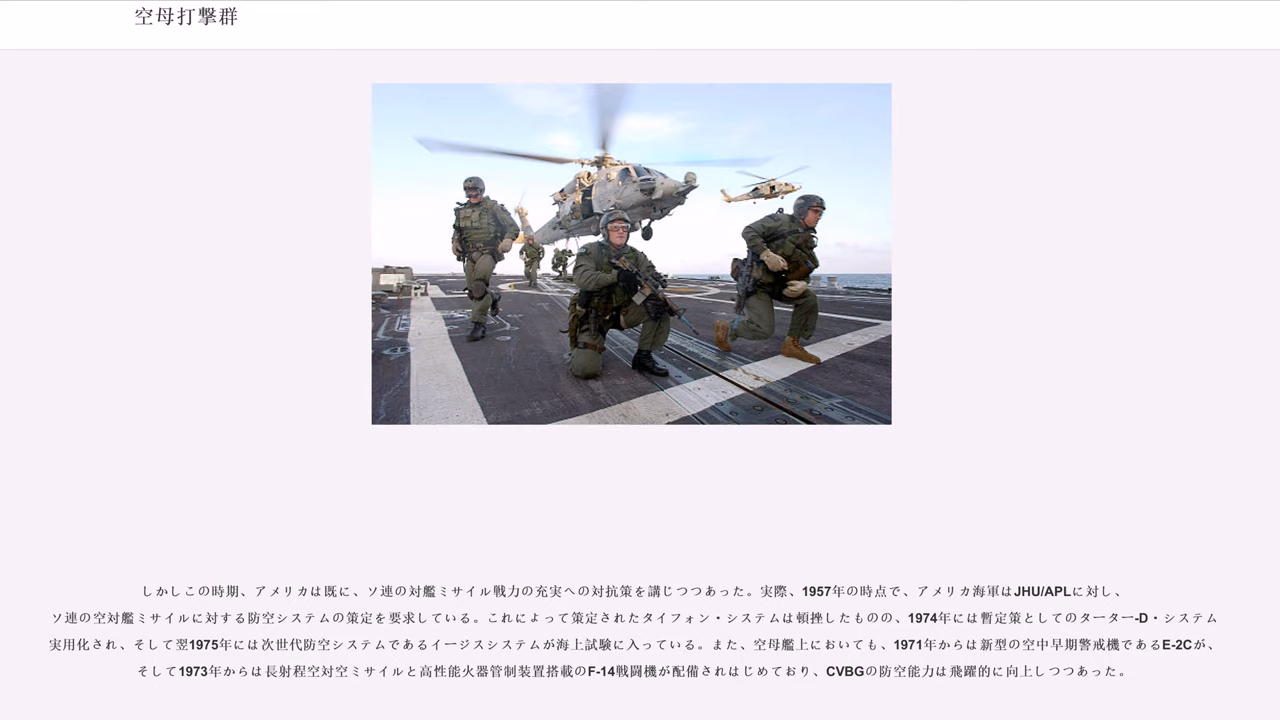 空母打撃群
しかしこの時期、アメリカは既に、ソ連の対艦ミサイル戦力の充実への対抗策を講じつつあった。実際、1957年の時点で、アメリカ海軍はJHU/APLに対し、
ソ連の空対艦ミサイルに対する防空システムの策定を要求している。これによって策定されたタイフォン・システムは頓挫したものの、1974年には暫定策としてのターター-D・システム
実用化され、そして翌1975年には次世代防空システムであるイージスシステムが海上試験に入っている。また、空母艦上においても、1971年からは新型の空中早期警戒機であるE-2Cが、
そして1973年からは長射程空対空ミサイルと高性能火器管制装置搭載のF-14戦闘機が配備されはじめており、CVBGの防空能力は飛躍的に向上しつつあった。